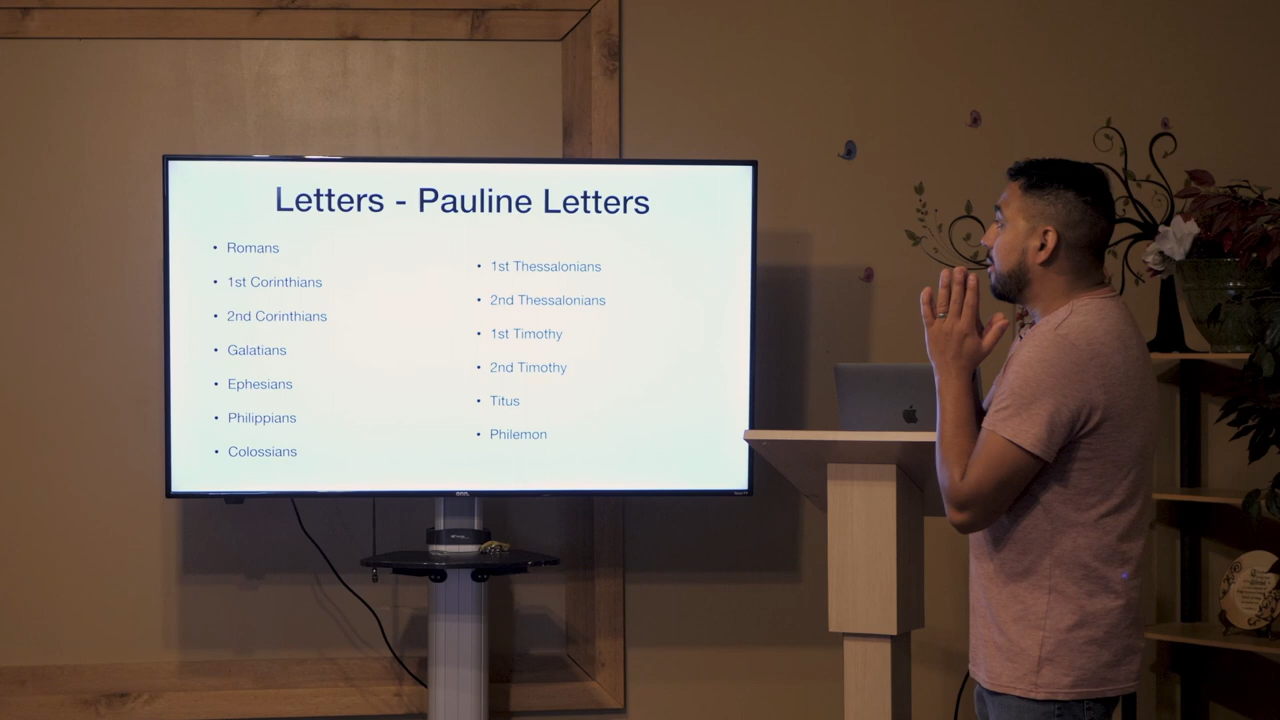 Letters - Pauline Letters
• Romans
• 1st Corinthians
• 2nd Corinthians
• Galatians
• Ephesians
• Philippians
• Colossians
• 1st Thessalonians
• 2nd Thessalonians
• 1st Timothy
• 2nd Timothy
• Titus
• Philemon